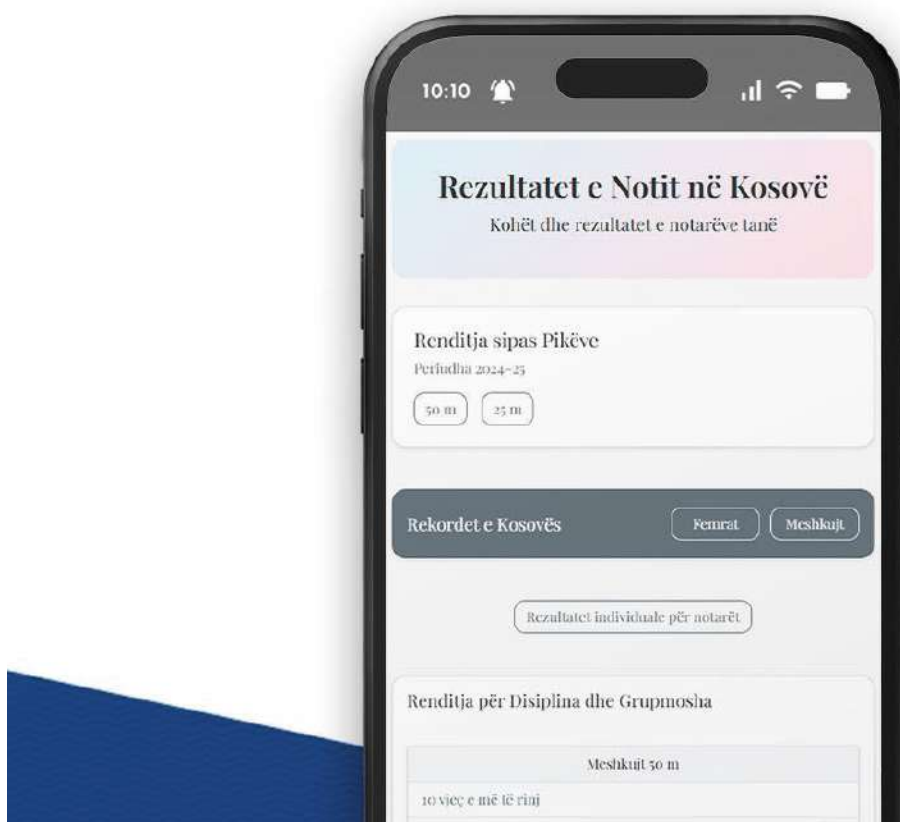 10:10
Rezultatet e Notit në Kosovë
Kohët dhe rezultatet e notarëve tanë
Renditja sipas Pikëve
Periudha 2024-25
50 m 25 m
Rekordet e Kosovës Femrat Meshkujt
Rezultatet individuale për notarët
Renditja për Disiplina dhe Grupmosha
Meshkujt 50 m
10 vjeç e më të rinj